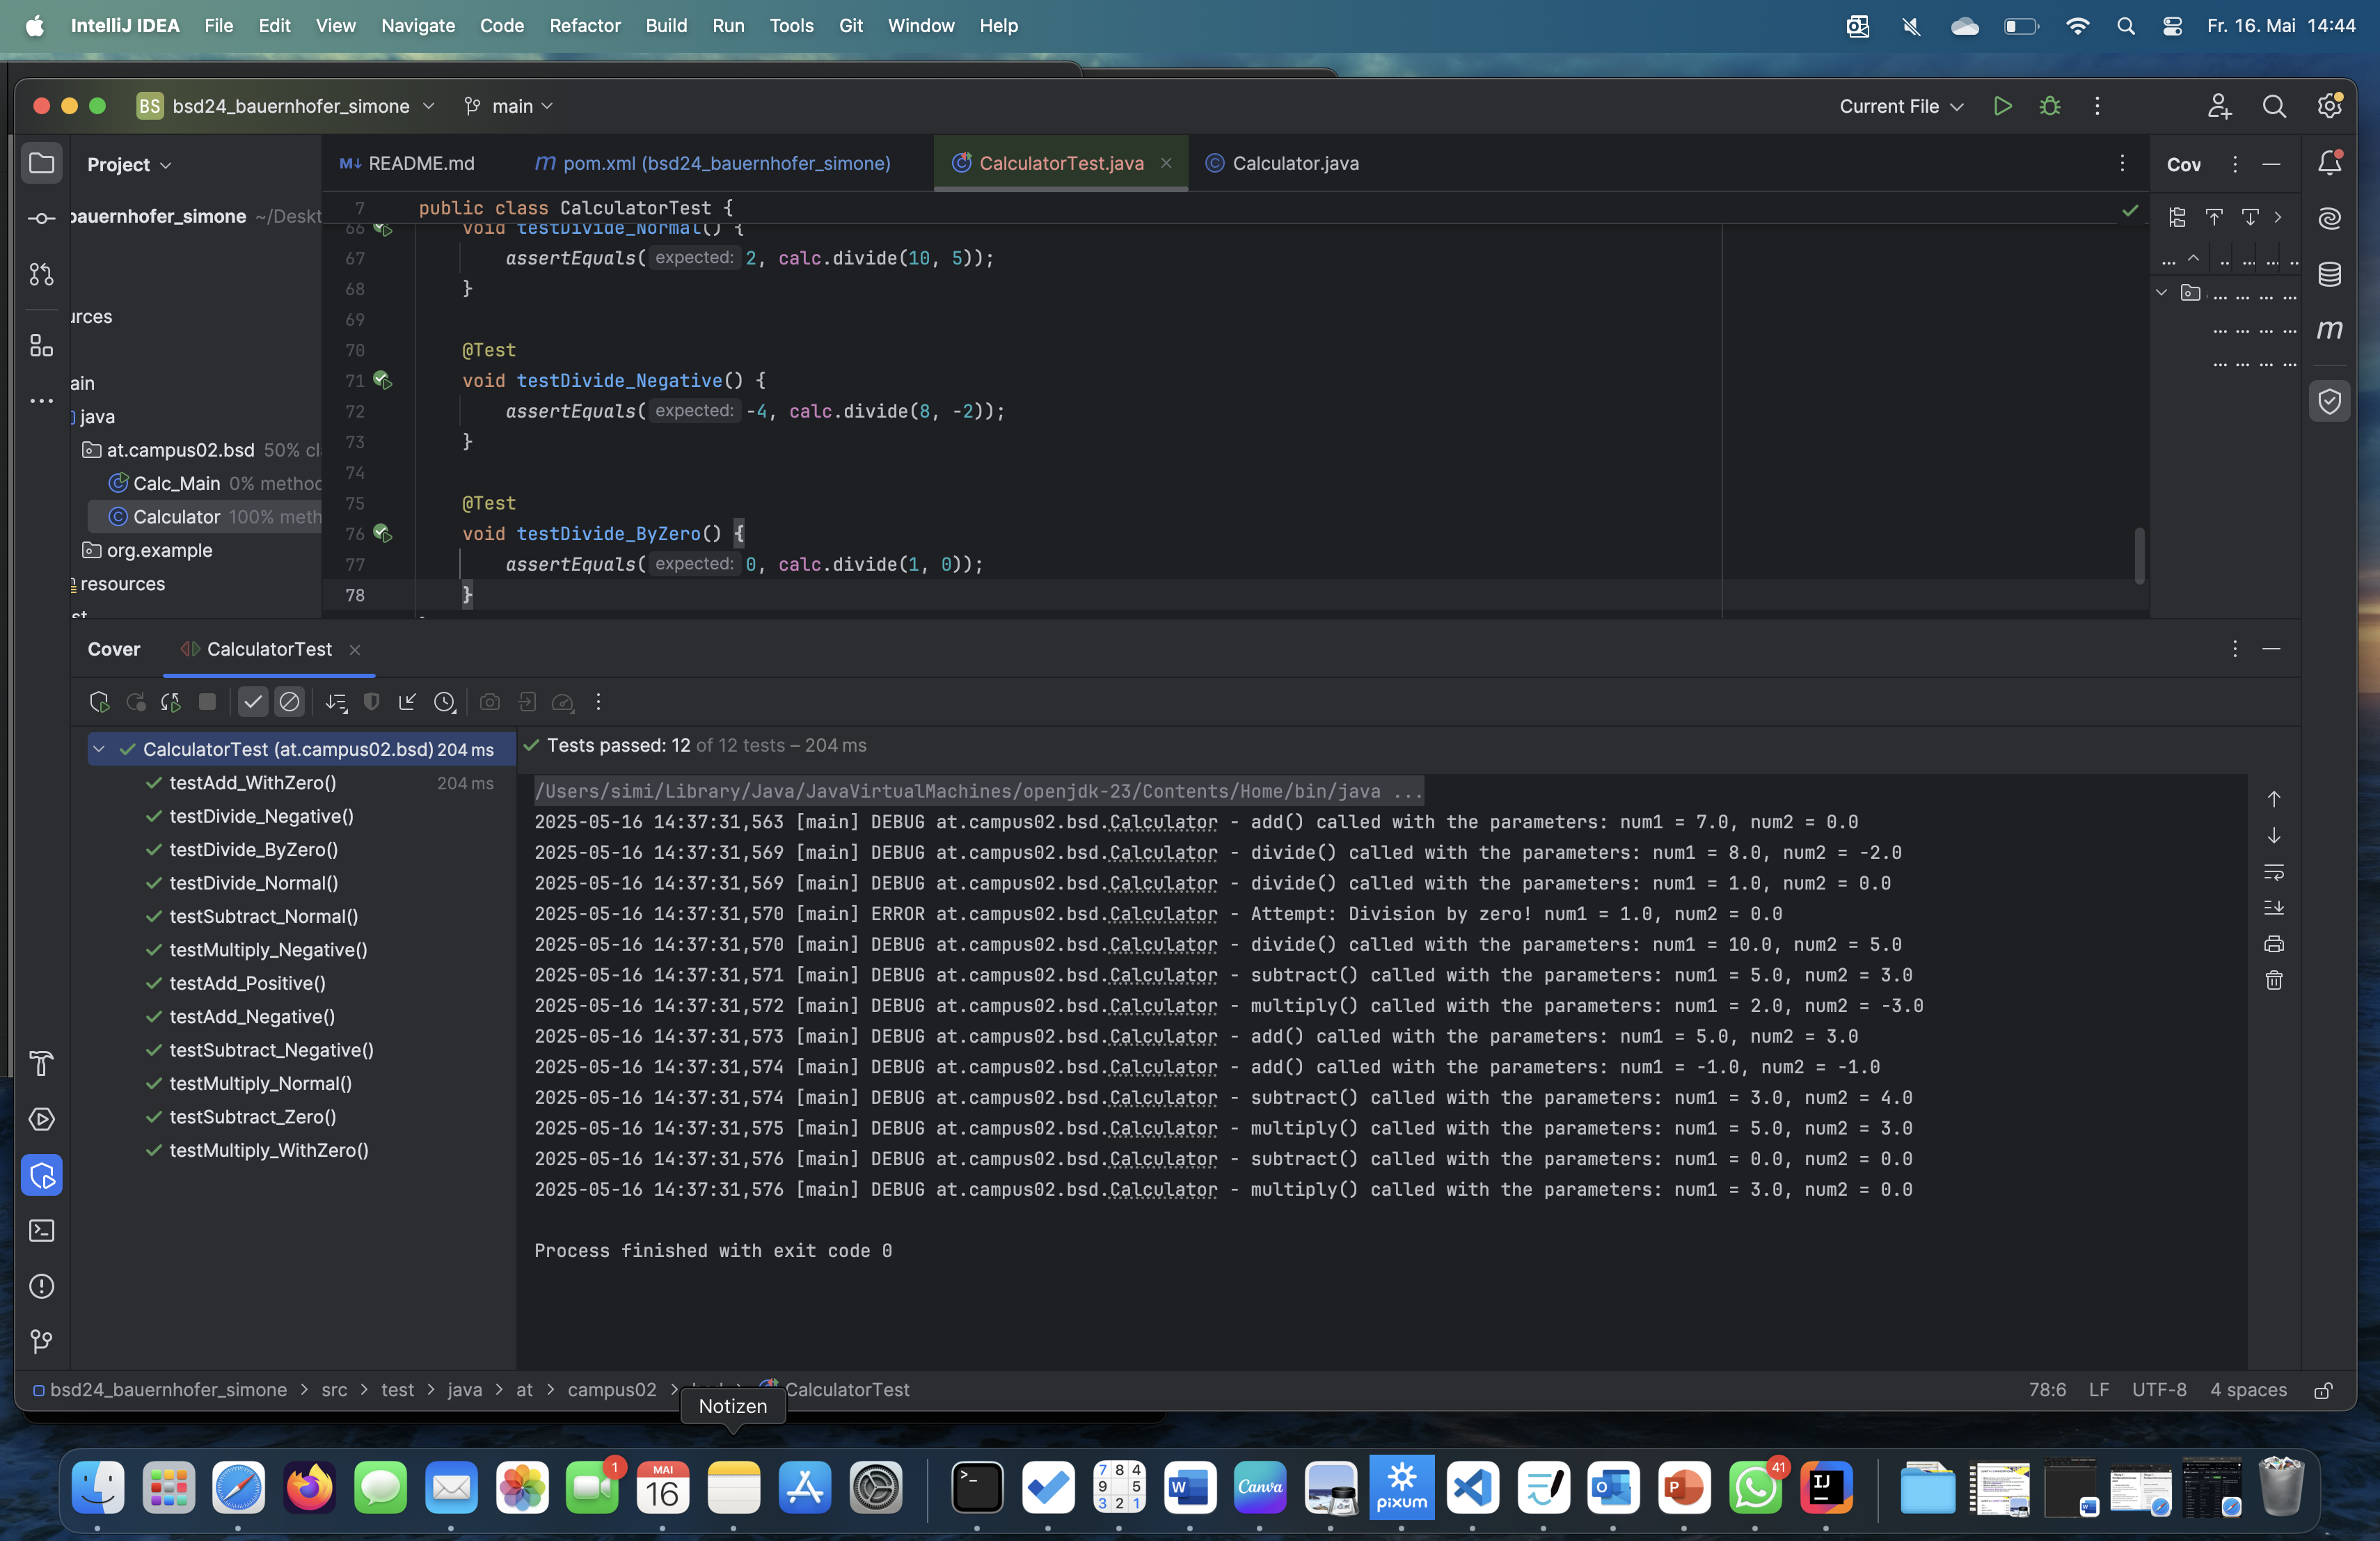 IntelliJ IDEA File Edit View Navigate Code Refactor Build Run Tools Git Window Help Fr. 16. Mai 14:44
BS bsd24_bauernhofer_simone main Current File
Project
README.md
pom.xml (bsd24_bauernhofer_simone)
CalculatorTest.java
Calculator.java
Cov
bauernhofer_simone ~/Deskt
urces
ain
java
at.campus02.bsd 50% cl
Calc_Main 0% method
Calculator 100% meth
org.example
resources
7 public class CalculatorTest {
66 void testDivide_Normal() {
67 assertEquals( expected: 2, calc.divide(10, 5));
68 }
69
70 @Test
71 void testDivide_Negative() {
72 assertEquals( expected: -4, calc.divide(8, -2));
73 }
74
75 @Test
76 void testDivide_ByZero() {
77 assertEquals( expected: 0, calc.divide(1, 0));
78 }
Cover CalculatorTest
CalculatorTest (at.campus02.bsd) 204 ms
testAdd_WithZero() 204 ms
testDivide_Negative()
testDivide_ByZero()
testDivide_Normal()
testSubtract_Normal()
testMultiply_Negative()
testAdd_Positive()
testAdd_Negative()
testSubtract_Negative()
testMultiply_Normal()
testSubtract_Zero()
testMultiply_WithZero()
Tests passed: 12 of 12 tests – 204 ms
/Users/simi/Library/Java/JavaVirtualMachines/openjdk-23/Contents/Home/bin/java ...
2025-05-16 14:37:31,563 [main] DEBUG at.campus02.bsd.Calculator - add() called with the parameters: num1 = 7.0, num2 = 0.0
2025-05-16 14:37:31,569 [main] DEBUG at.campus02.bsd.Calculator - divide() called with the parameters: num1 = 8.0, num2 = -2.0
2025-05-16 14:37:31,569 [main] DEBUG at.campus02.bsd.Calculator - divide() called with the parameters: num1 = 1.0, num2 = 0.0
2025-05-16 14:37:31,570 [main] ERROR at.campus02.bsd.Calculator - Attempt: Division by zero! num1 = 1.0, num2 = 0.0
2025-05-16 14:37:31,570 [main] DEBUG at.campus02.bsd.Calculator - divide() called with the parameters: num1 = 10.0, num2 = 5.0
2025-05-16 14:37:31,571 [main] DEBUG at.campus02.bsd.Calculator - subtract() called with the parameters: num1 = 5.0, num2 = 3.0
2025-05-16 14:37:31,572 [main] DEBUG at.campus02.bsd.Calculator - multiply() called with the parameters: num1 = 2.0, num2 = -3.0
2025-05-16 14:37:31,573 [main] DEBUG at.campus02.bsd.Calculator - add() called with the parameters: num1 = 5.0, num2 = 3.0
2025-05-16 14:37:31,574 [main] DEBUG at.campus02.bsd.Calculator - add() called with the parameters: num1 = -1.0, num2 = -1.0
2025-05-16 14:37:31,574 [main] DEBUG at.campus02.bsd.Calculator - subtract() called with the parameters: num1 = 3.0, num2 = 4.0
2025-05-16 14:37:31,575 [main] DEBUG at.campus02.bsd.Calculator - multiply() called with the parameters: num1 = 5.0, num2 = 3.0
2025-05-16 14:37:31,576 [main] DEBUG at.campus02.bsd.Calculator - subtract() called with the parameters: num1 = 0.0, num2 = 0.0
2025-05-16 14:37:31,576 [main] DEBUG at.campus02.bsd.Calculator - multiply() called with the parameters: num1 = 3.0, num2 = 0.0
Process finished with exit code 0
bsd24_bauernhofer_simone > src > test > java > at > campus02 > CalculatorTest 78:6 LF UTF-8 4 spaces
Notizen
1
MAI
16
7 8 4
9 5
3 2 1
W
Canva
pixum
O
P
41
IJ